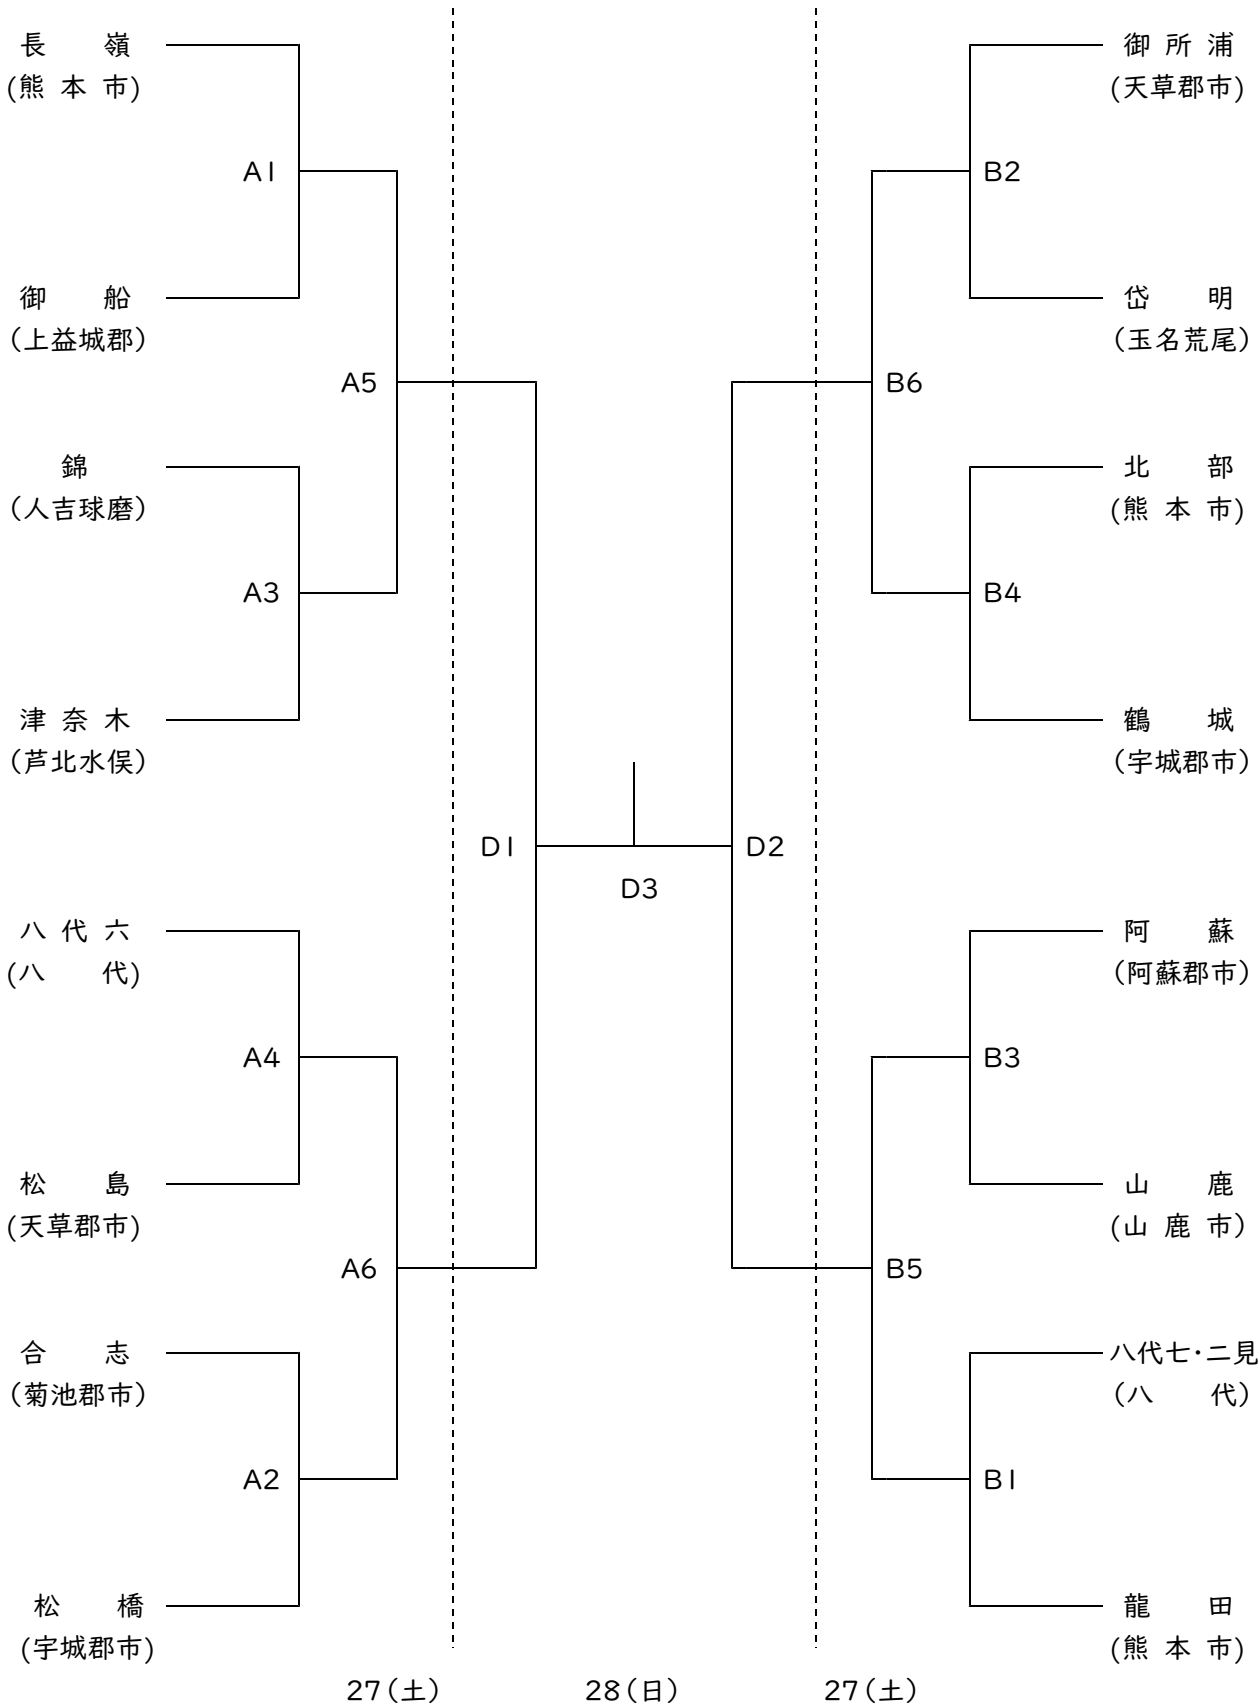 長 嶺
(熊 本 市)
A1
御 船
(上益城郡)
A5
錦
(人吉球磨)
A3
津 奈 木
(芦北水俣)
D1
八 代 六
(八 代)
A4
松 島
(天草郡市)
A6
合 志
(菊池郡市)
A2
松 橋
(宇城郡市)
D3
御 所 浦
(天草郡市)
B2
岱 明
(玉名荒尾)
B6
北 部
(熊 本 市)
B4
鶴 城
(宇城郡市)
D2
阿 蘇
(阿蘇郡市)
B3
山 鹿
(山 鹿 市)
B5
八代七・二見
(八 代)
B1
龍 田
(熊 本 市)
27(土) 28(日) 27(土)